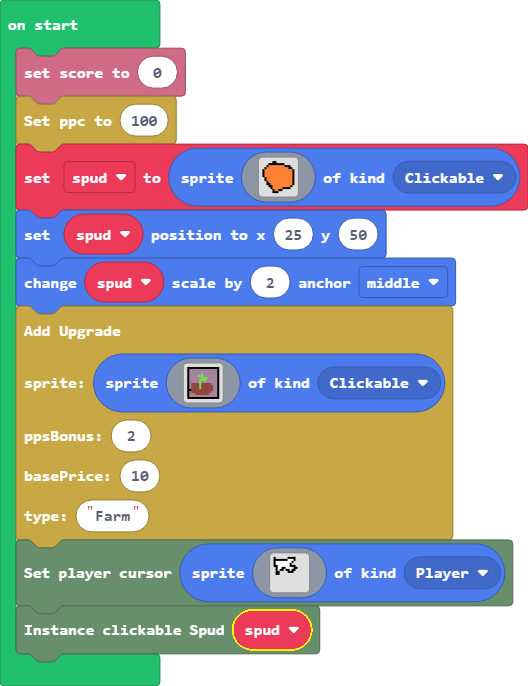 on start
set score to 0
Set ppc to 100
set spud to sprite of kind Clickable
set spud position to x 25 y 50
change spud scale by 2 anchor middle
Add Upgrade
sprite: sprite of kind Clickable
ppsBonus: 2
basePrice: 10
type: "Farm"
Set player cursor sprite of kind Player
Instance clickable Spud spud